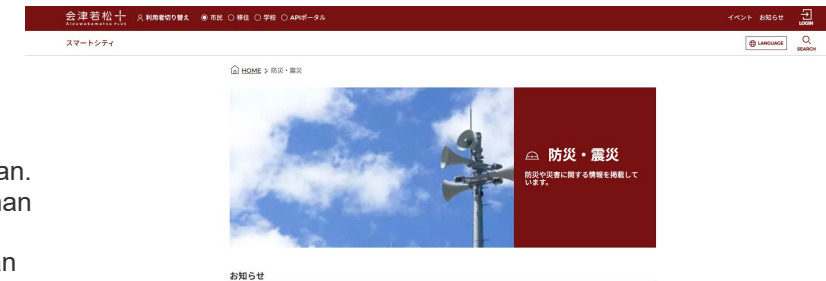 会津若松＋
Aizuwakamatsu PLUS
利用者切り替え
市民 移住 学校 APIポータル
イベント お知らせ
LOGIN
スマートシティ
LANGUAGE
SEARCH
HOME > 防災・震災
防災・震災
防災や災害に関する情報を掲載して
います。
an.
an
an
お知らせ